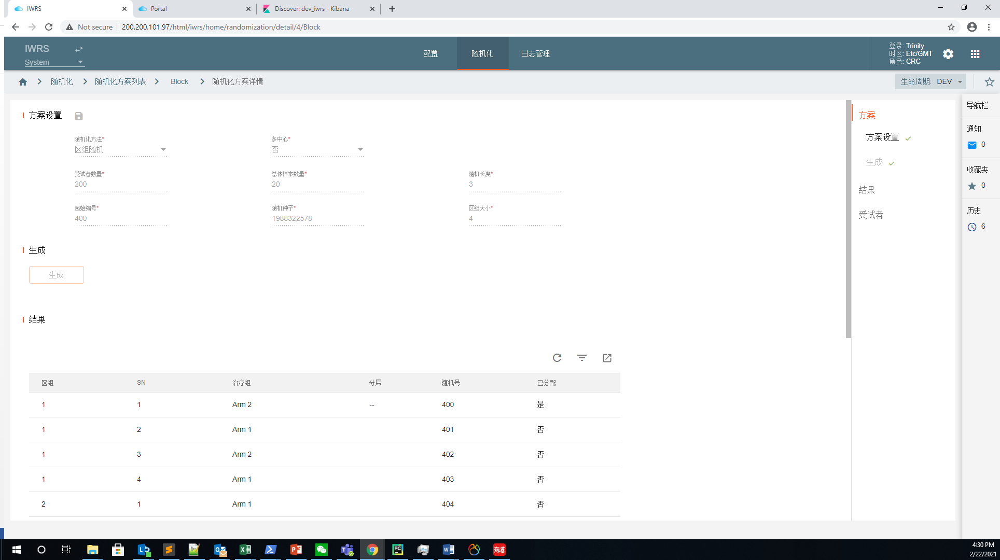 IWRS
Portal
Discover: dev_iwrs - Kibana
Not secure
200.200.101.97/html/iwrs/home/randomization/detail/4/Block
IWRS
System
配置
随机化
日志管理
登录: Trinity
时区: Etc/GMT
角色: CRC
随机化
随机化方案列表
Block
随机化方案详情
生命周期: DEV
方案设置
随机化方法*
区组随机
多中心*
否
受试者数量*
200
总体样本数量*
20
随机长度*
3
起始编号*
400
随机种子*
1988322578
区组大小*
4
生成
生成
结果
区组 SN 治疗组 分层 随机号 已分配
1 1 Arm 2 -- 400 是
1 2 Arm 1 401 否
1 3 Arm 2 402 否
1 4 Arm 1 403 否
2 1 Arm 1 404 否
方案
方案设置
生成
结果
受试者
导航栏
通知
0
收藏夹
0
历史
6
有道
4:30 PM
2/22/2021